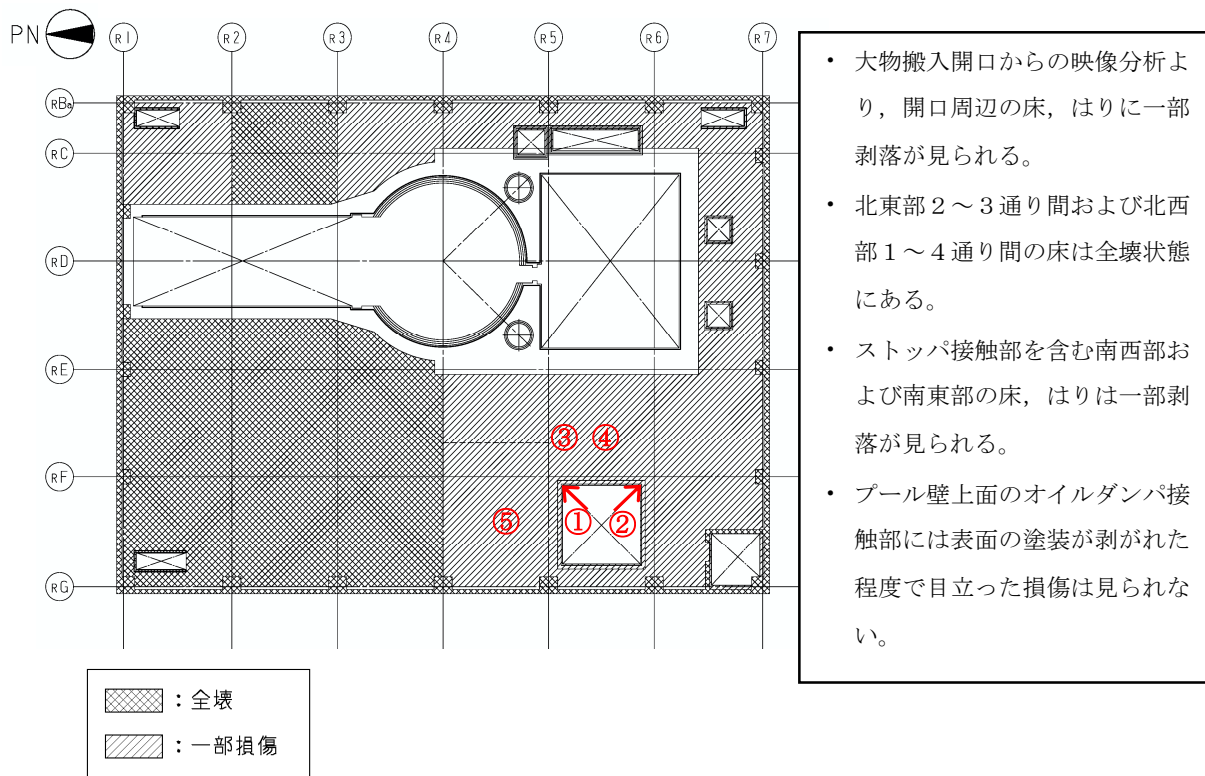 PN
R1 R2 R3 R4 R5 R6 R7
RBa
RC
RD
RE
RF
RG
③ ④
① ②
⑤
：全壊
：一部損傷
・ 大物搬入開口からの映像分析よ
り，開口周辺の床，はりに一部
剥落が見られる。
・ 北東部２～３通り間および北西
部１～４通り間の床は全壊状態
にある。
・ ストッパ接触部を含む南西部お
よび南東部の床，はりは一部剥
落が見られる。
・ プール壁上面のオイルダンパ接
触部には表面の塗装が剥がれた
程度で目立った損傷は見られな
い。